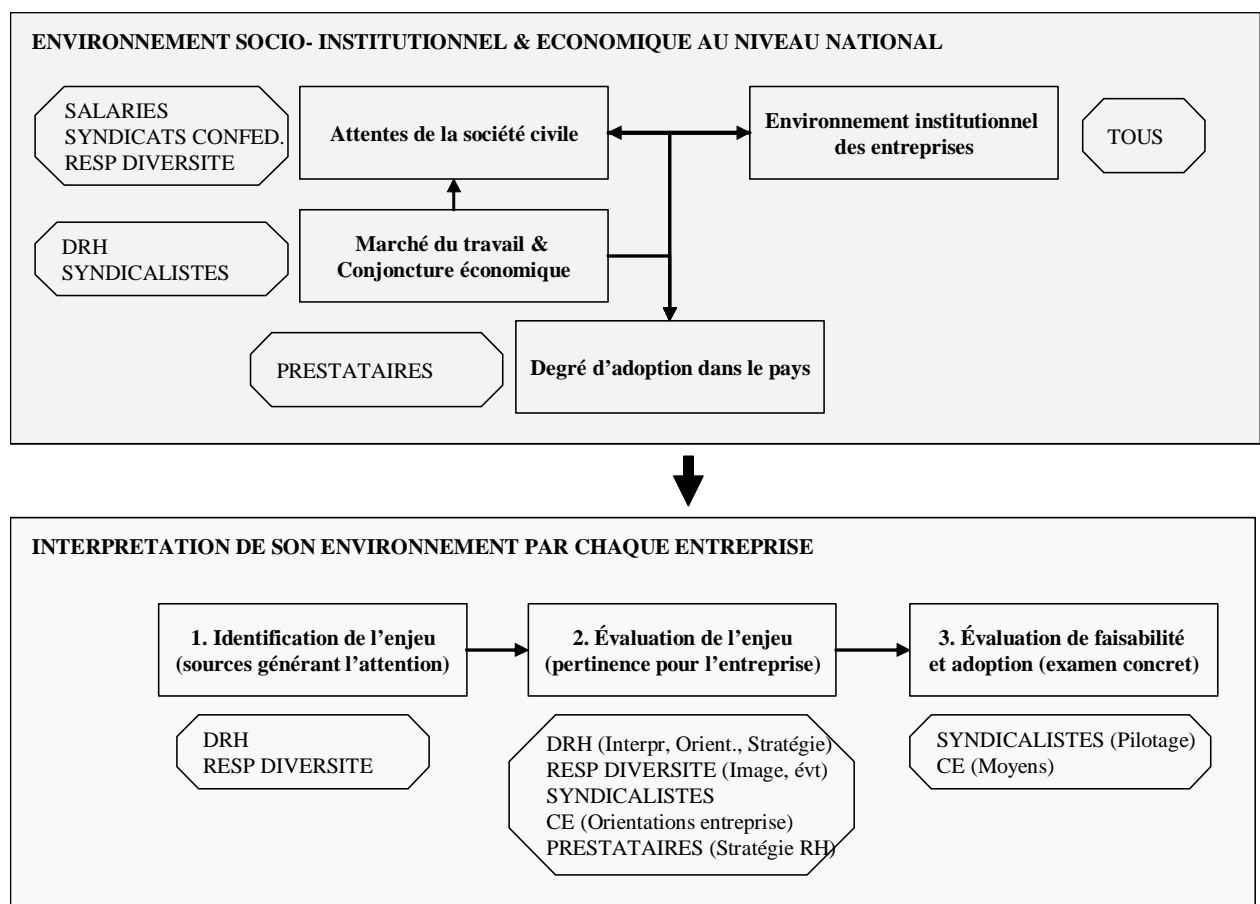 ENVIRONNEMENT SOCIO- INSTITUTIONNEL & ECONOMIQUE AU NIVEAU NATIONAL
SALARIES
SYNDICATS CONFED.
RESP DIVERSITE
Attentes de la société civile
Environnement institutionnel
des entreprises
TOUS
DRH
SYNDICALISTES
Marché du travail &
Conjoncture économique
PRESTATAIRES
Degré d’adoption dans le pays
INTERPRETATION DE SON ENVIRONNEMENT PAR CHAQUE ENTREPRISE
1. Identification de l’enjeu
(sources générant l’attention)
2. Évaluation de l’enjeu
(pertinence pour l’entreprise)
3. Évaluation de faisabilité
et adoption (examen concret)
DRH
RESP DIVERSITE
DRH (Interpr, Orient., Stratégie)
RESP DIVERSITE (Image, évt)
SYNDICALISTES
CE (Orientations entreprise)
PRESTATAIRES (Stratégie RH)
SYNDICALISTES (Pilotage)
CE (Moyens)